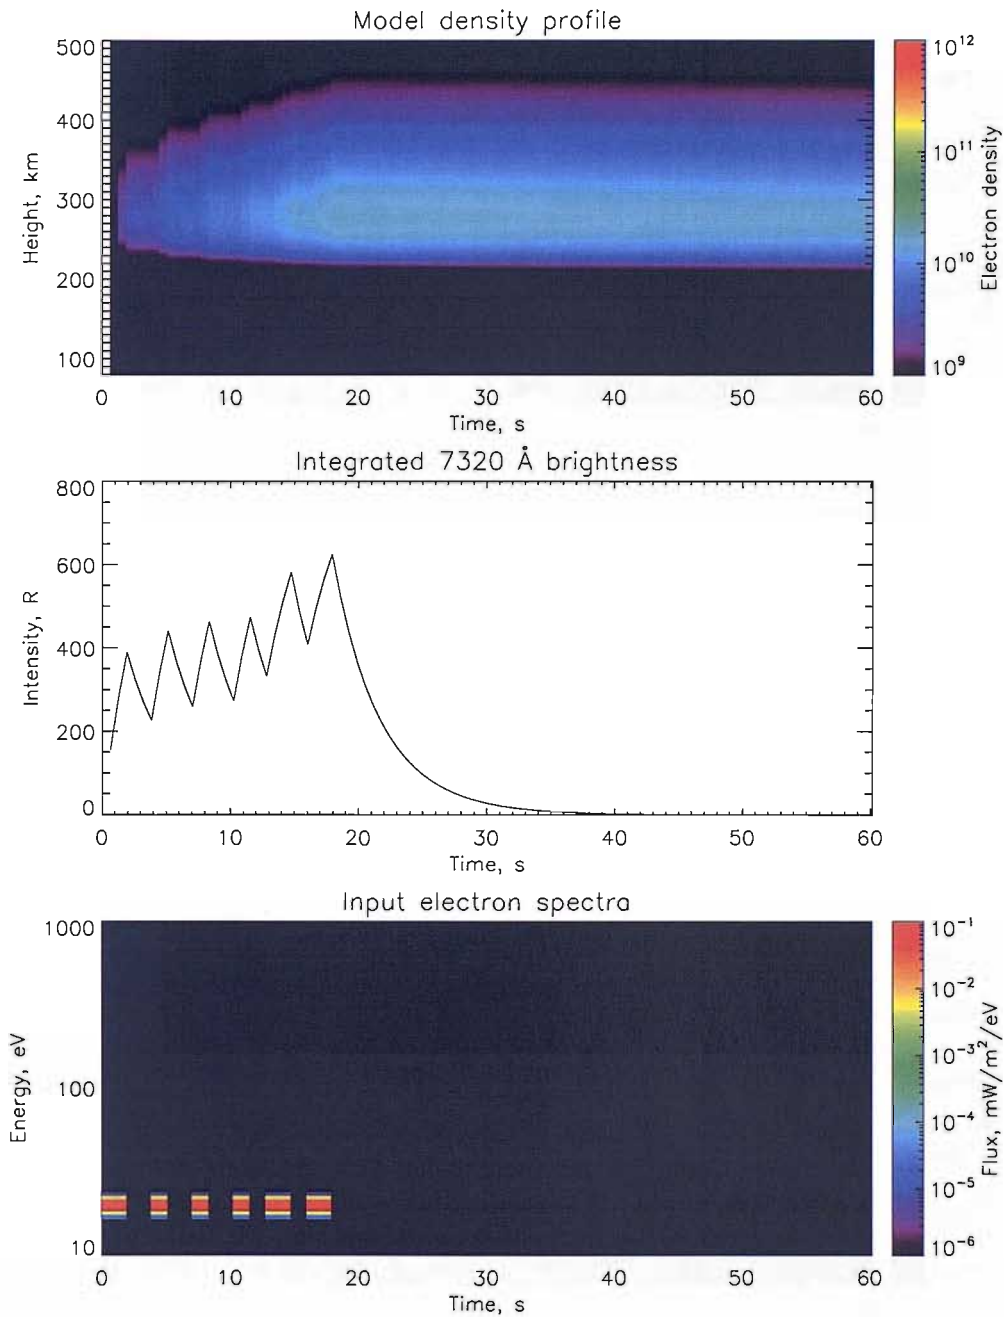 Model density profile
500
400
300
200
100
Height, km
0 10 20 30 40 50 60
Time, s
10¹²
10¹¹
10¹⁰
10⁹
Electron density
Integrated 7320 Å brightness
800
600
400
200
0
Intensity, R
0 10 20 30 40 50 60
Time, s
Input electron spectra
1000
100
10
Energy, eV
0 10 20 30 40 50 60
Time, s
10⁻¹
10⁻²
10⁻³
10⁻⁴
10⁻⁵
10⁻⁶
Flux, mW/m²/eV